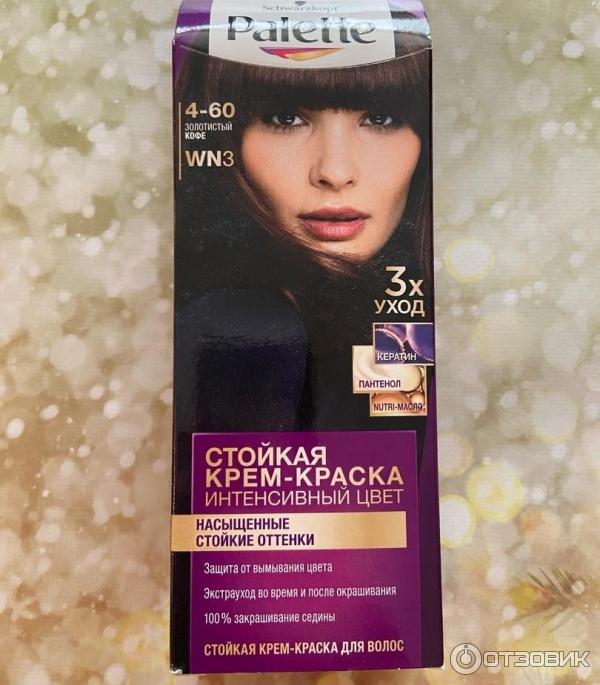 Schwarzkopf
Palette
4-60
ЗОЛОТИСТЫЙ
КОФЕ
WN3
3х
УХОД
КЕРАТИН
ПАНТЕНОЛ
NUTRI-МАСЛО
СТОЙКАЯ
КРЕМ-КРАСКА
ИНТЕНСИВНЫЙ ЦВЕТ
НАСЫЩЕННЫЕ
СТОЙКИЕ ОТТЕНКИ
Защита от вымывания цвета
Экстрауход во время и после окрашивания
100% закрашивание седины
СТОЙКАЯ КРЕМ-КРАСКА ДЛЯ ВОЛОС
ОТЗОВИК